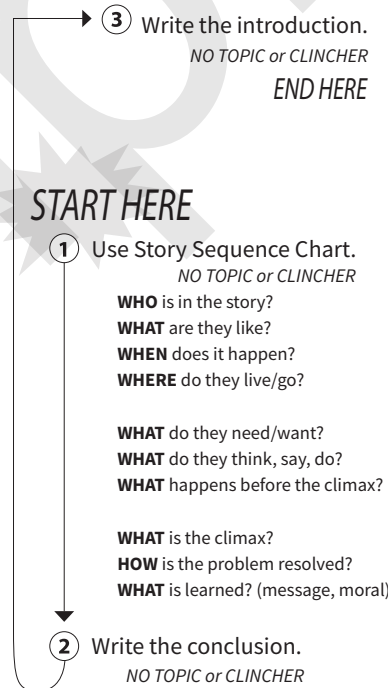 3 Write the introduction.
NO TOPIC or CLINCHER
END HERE
START HERE
1 Use Story Sequence Chart.
NO TOPIC or CLINCHER
WHO is in the story?
WHAT are they like?
WHEN does it happen?
WHERE do they live/go?
WHAT do they need/want?
WHAT do they think, say, do?
WHAT happens before the climax?
WHAT is the climax?
HOW is the problem resolved?
WHAT is learned? (message, moral)
2 Write the conclusion.
NO TOPIC or CLINCHER